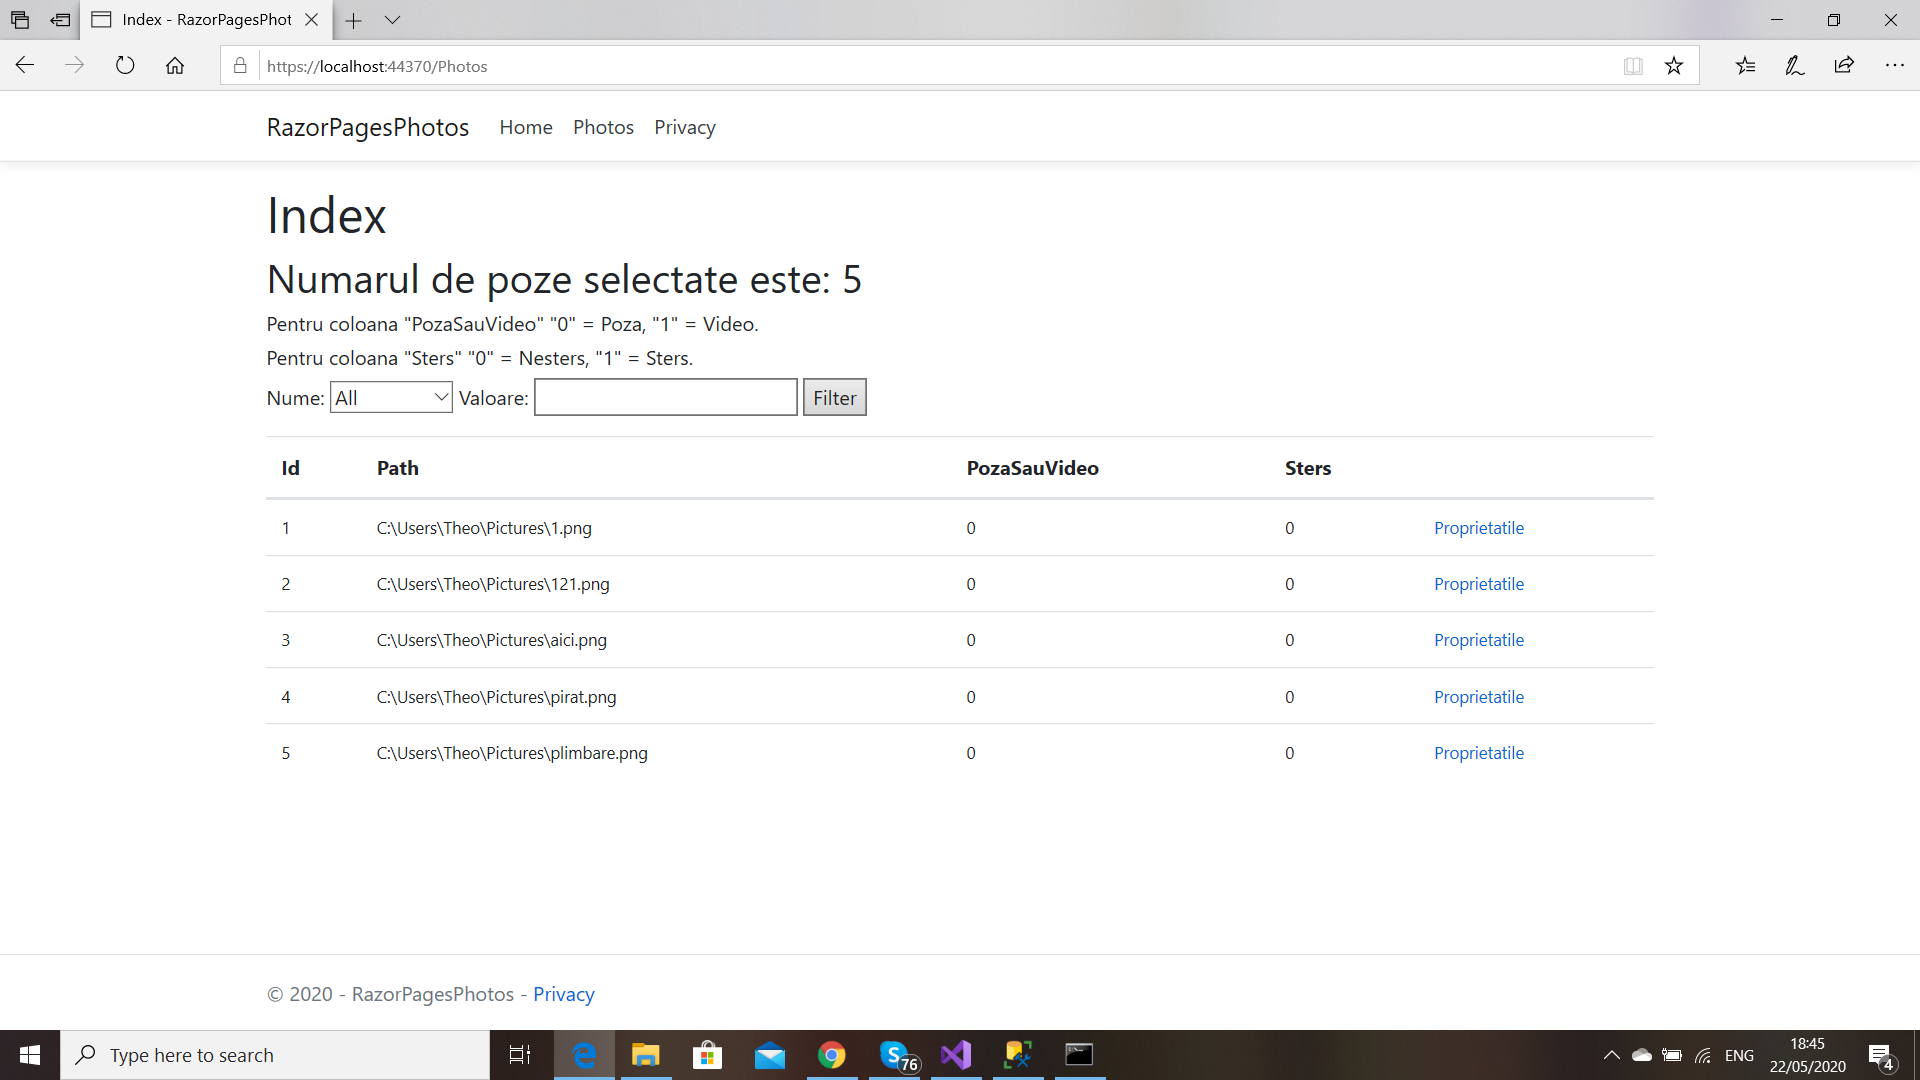 Index - RazorPagesPhot
https://localhost:44370/Photos
RazorPagesPhotos Home Photos Privacy
Index
Numarul de poze selectate este: 5
Pentru coloana "PozaSauVideo" "0" = Poza, "1" = Video.
Pentru coloana "Sters" "0" = Nesters, "1" = Sters.
Nume: All Valoare: Filter
Id Path PozaSauVideo Sters
1 C:\Users\Theo\Pictures\1.png 0 0 Proprietatile
2 C:\Users\Theo\Pictures\121.png 0 0 Proprietatile
3 C:\Users\Theo\Pictures\aici.png 0 0 Proprietatile
4 C:\Users\Theo\Pictures\pirat.png 0 0 Proprietatile
5 C:\Users\Theo\Pictures\plimbare.png 0 0 Proprietatile
© 2020 - RazorPagesPhotos - Privacy
Type here to search
76
ENG
18:45
22/05/2020
4